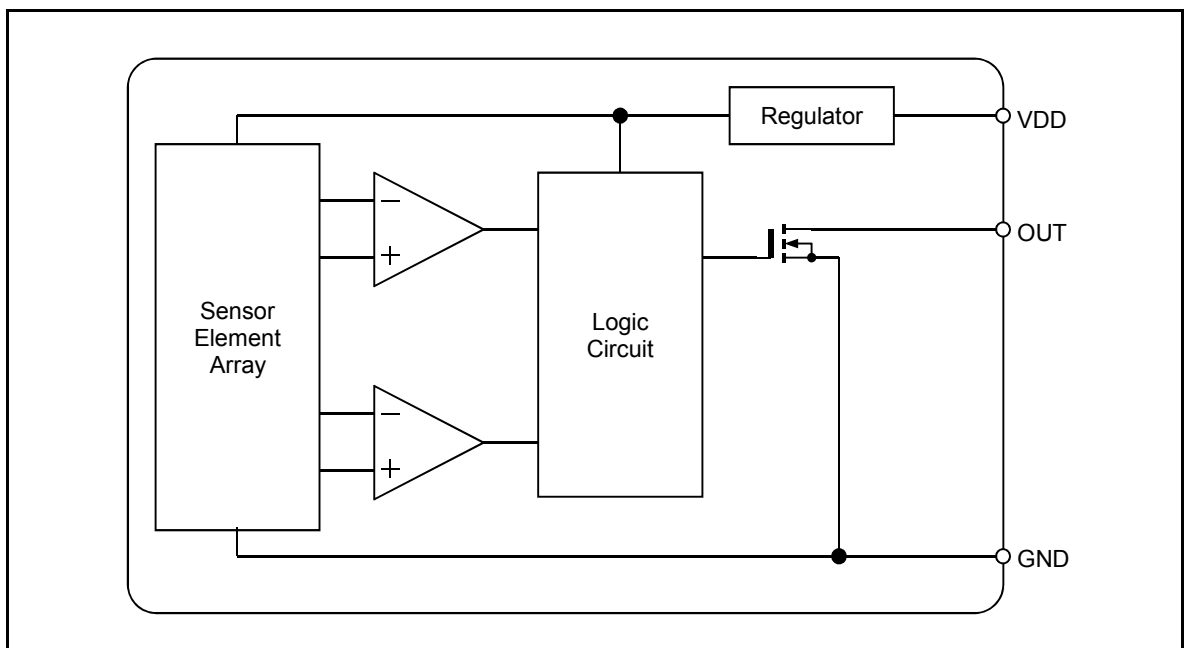 Regulator
VDD
−
+
OUT
Sensor
Element
Array
Logic
Circuit
−
+
GND